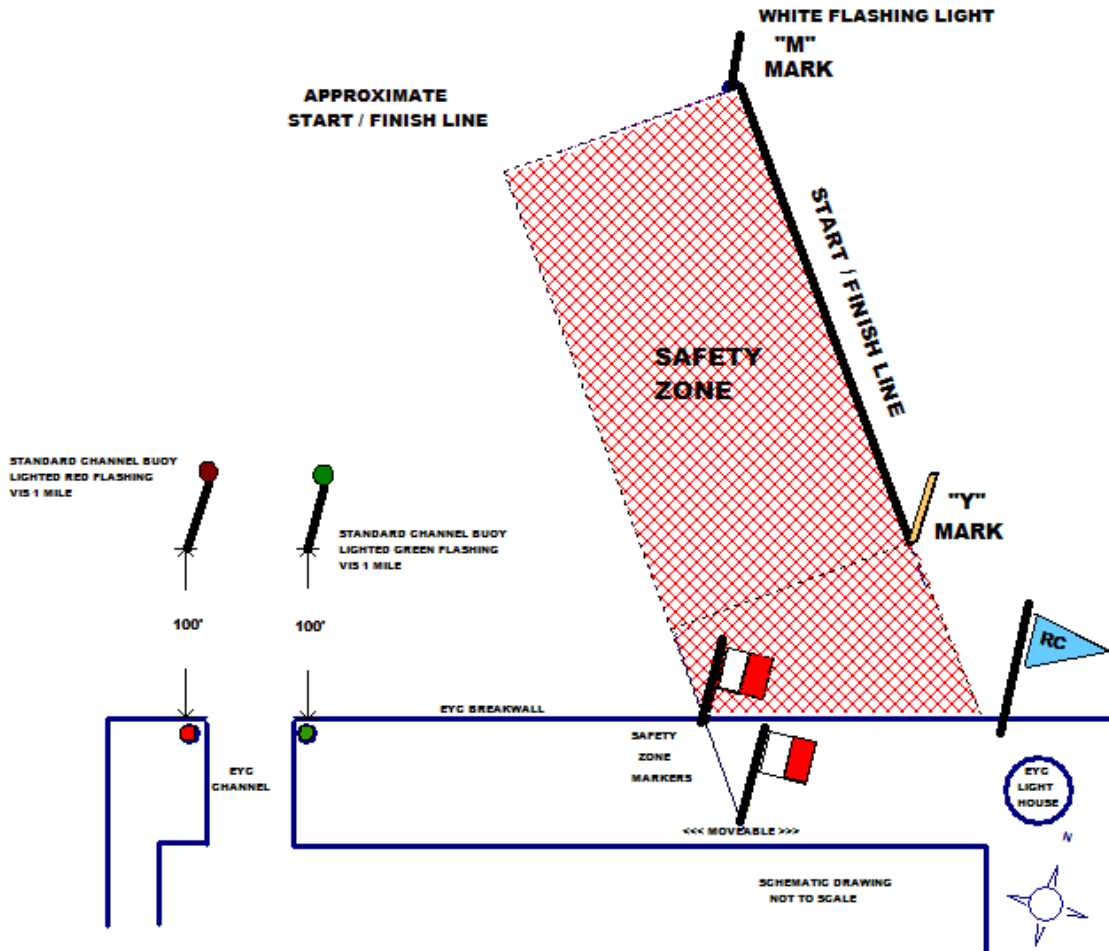 WHITE FLASHING LIGHT
"M"
MARK
APPROXIMATE
START / FINISH LINE
START / FINISH LINE
SAFETY
ZONE
STANDARD CHANNEL BUOY
LIGHTED RED FLASHING
VIS 1 MILE
"Y"
MARK
STANDARD CHANNEL BUOY
LIGHTED GREEN FLASHING
VIS 1 MILE
100'
100'
RC
EYC BREAKWALL
SAFETY
ZONE
MARKERS
EYC
CHANNEL
EYC
LIGHT
HOUSE
<<< MOVEABLE >>>
N
SCHEMATIC DRAWING
NOT TO SCALE